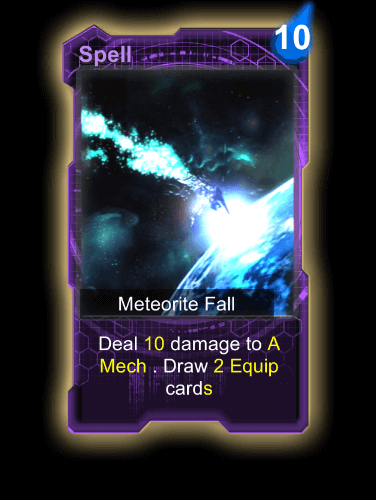 Spell
10
Meteorite Fall
Deal 10 damage to A
Mech . Draw 2 Equip
cards